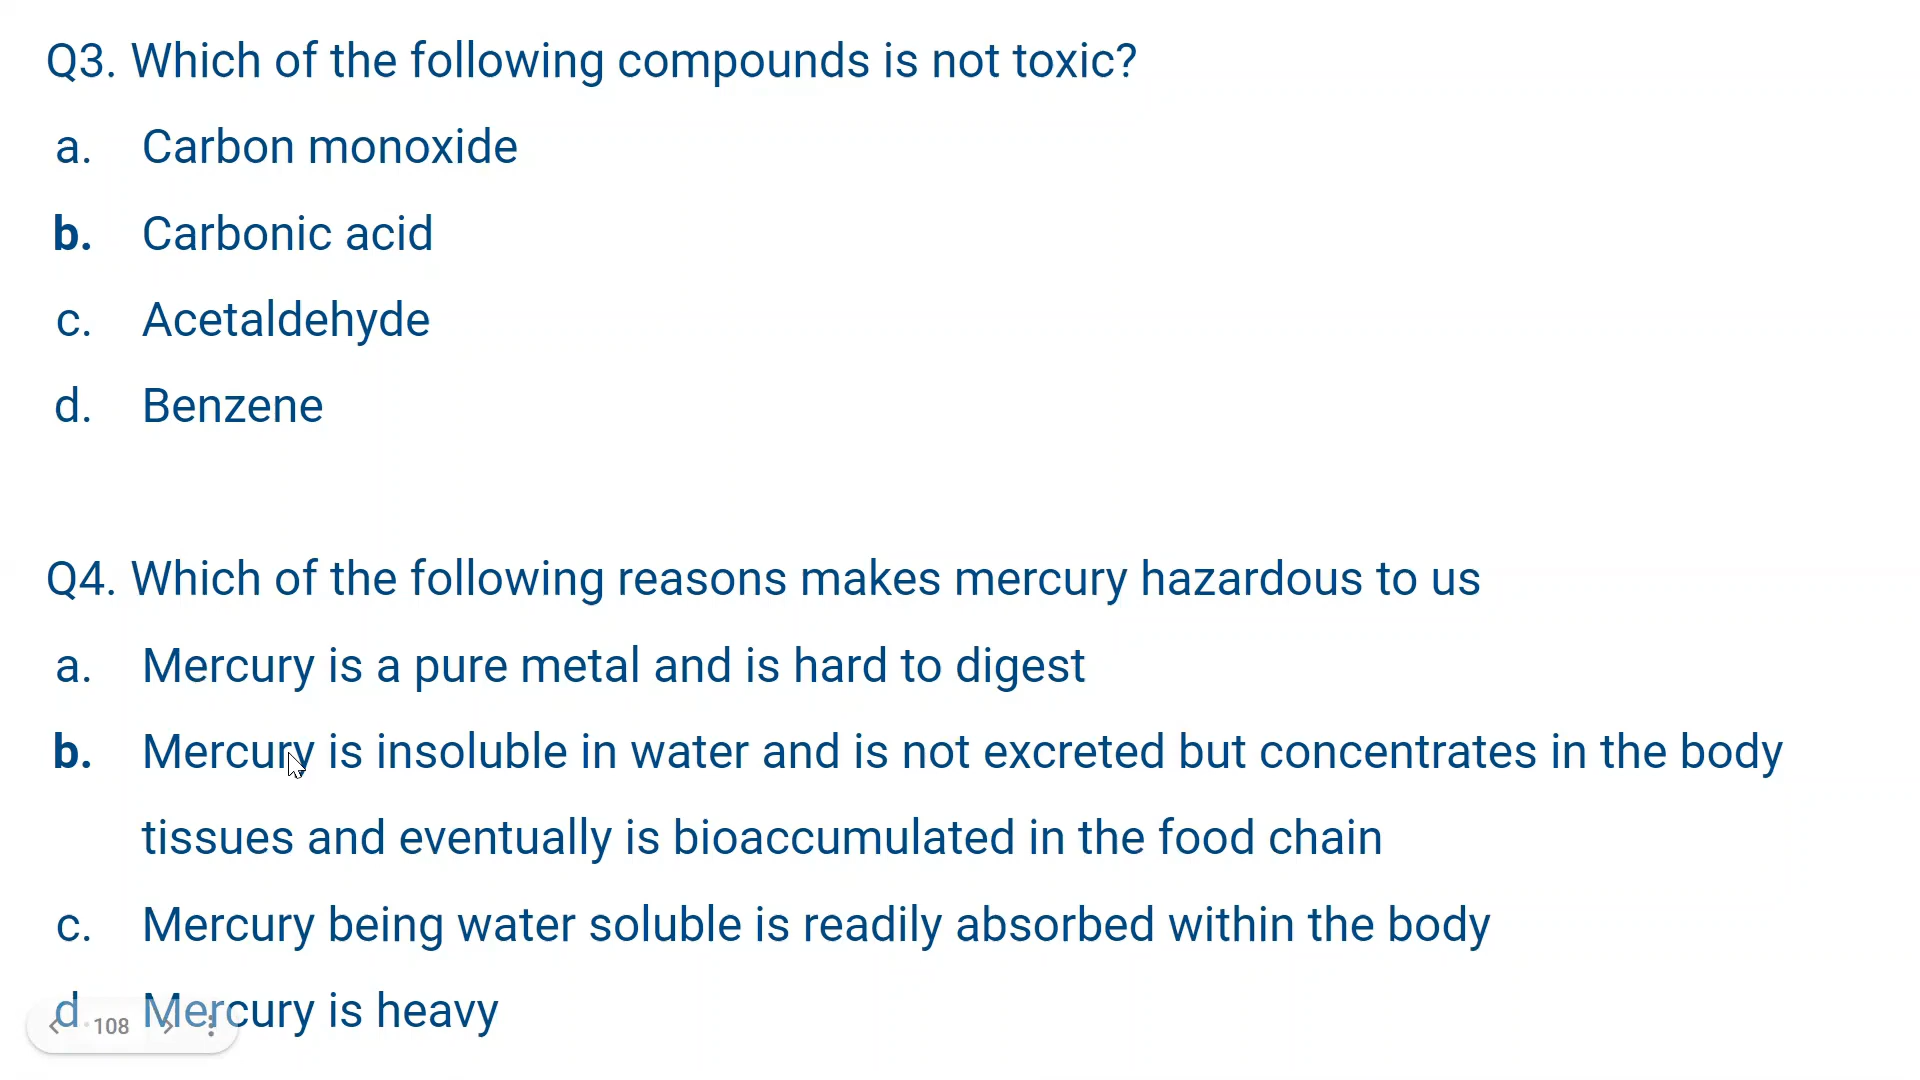 Q3. Which of the following compounds is not toxic?
a. Carbon monoxide
b. Carbonic acid
c. Acetaldehyde
d. Benzene
Q4. Which of the following reasons makes mercury hazardous to us
a. Mercury is a pure metal and is hard to digest
b. Mercury is insoluble in water and is not excreted but concentrates in the body
tissues and eventually is bioaccumulated in the food chain
c. Mercury being water soluble is readily absorbed within the body
d. Mercury is heavy
108